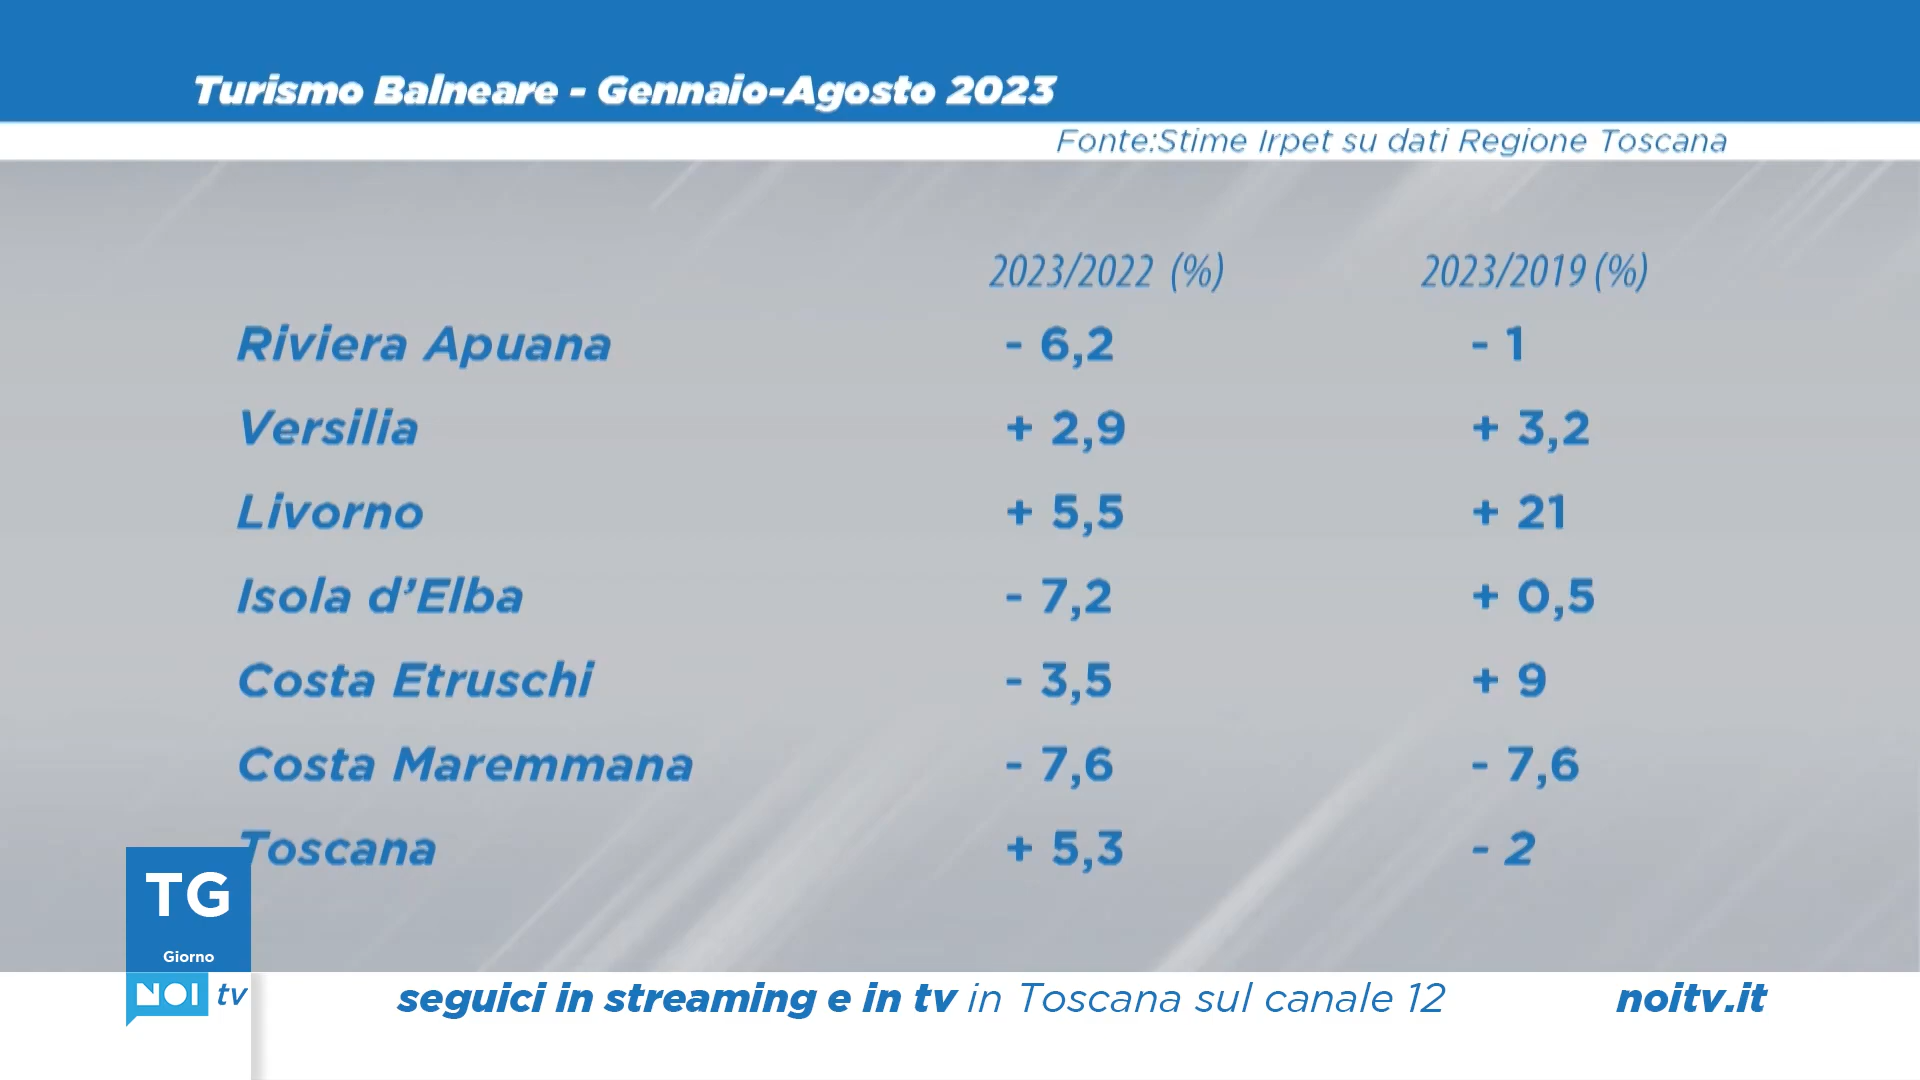 Turismo Balneare - Gennaio-Agosto 2023
Fonte:Stime Irpet su dati Regione Toscana
2023/2022 (%) 2023/2019 (%)
Riviera Apuana - 6,2 - 1
Versilia + 2,9 + 3,2
Livorno + 5,5 + 21
Isola d’Elba - 7,2 + 0,5
Costa Etruschi - 3,5 + 9
Costa Maremmana - 7,6 - 7,6
Toscana + 5,3 - 2
TG
Giorno
NOI tv
seguici in streaming e in tv in Toscana sul canale 12
noitv.it